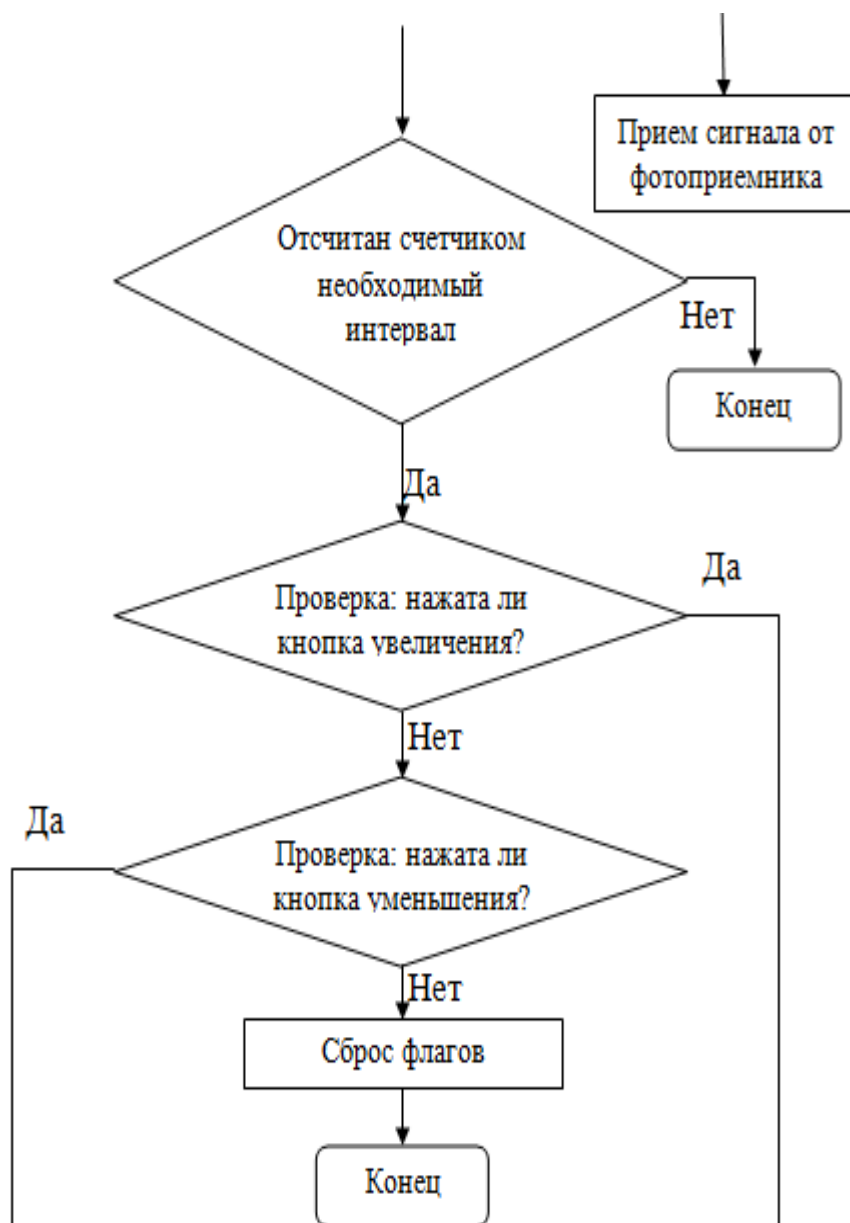 Прием сигнала от
фотоприемника
Отсчитан счетчиком
необходимый
интервал
Нет
Конец
Да
Проверка: нажата ли
кнопка увеличения?
Да
Нет
Да
Проверка: нажата ли
кнопка уменьшения?
Нет
Сброс флагов
Конец